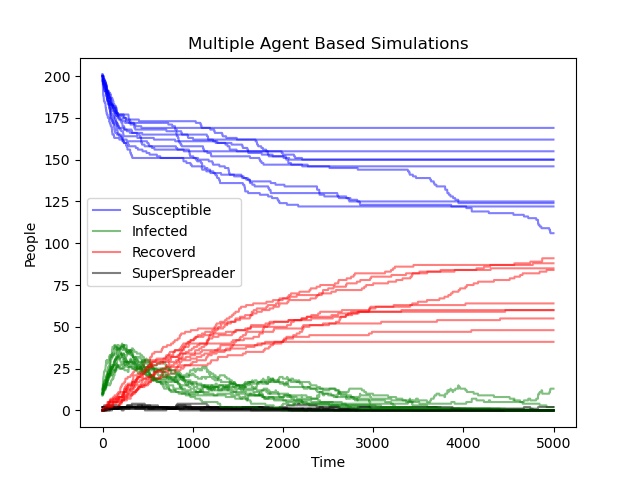 Multiple Agent Based Simulations
People
200
175
150
125
100
75
50
25
0
Susceptible
Infected
Recoverd
SuperSpreader
0 1000 2000 3000 4000 5000
Time